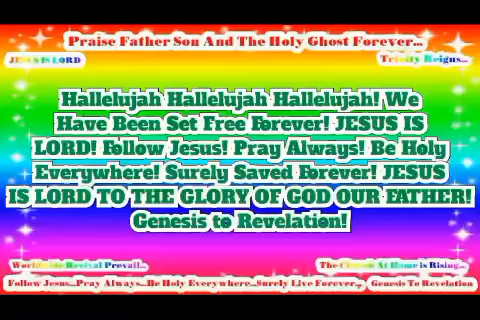 Praise Father Son And The Holy Ghost Forever...
JESUS IS LORD
Trinity Reigns...
Hallelujah Hallelujah Hallelujah! We
Have Been Set Free Forever! JESUS IS
LORD! Follow Jesus! Pray Always! Be Holy
Everywhere! Surely Saved Forever! JESUS
IS LORD TO THE GLORY OF GOD OUR FATHER!
Genesis to Revelation!
Worldwide Revival Prevail...
The Church At Home is Rising...
Follow Jesus...Pray Always...Be Holy Everywhere...Surely Live Forever...
Genesis To Revelation